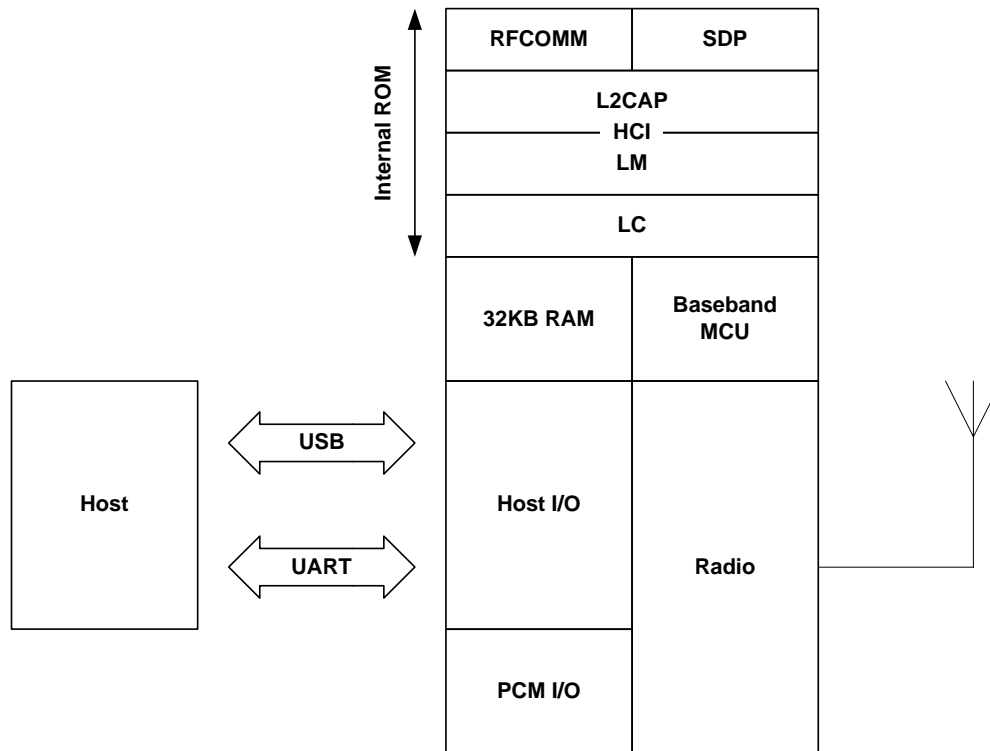 RFCOMM
SDP
Internal ROM
L2CAP
HCI
LM
LC
32KB RAM
Baseband
MCU
USB
Host
Host I/O
UART
Radio
PCM I/O